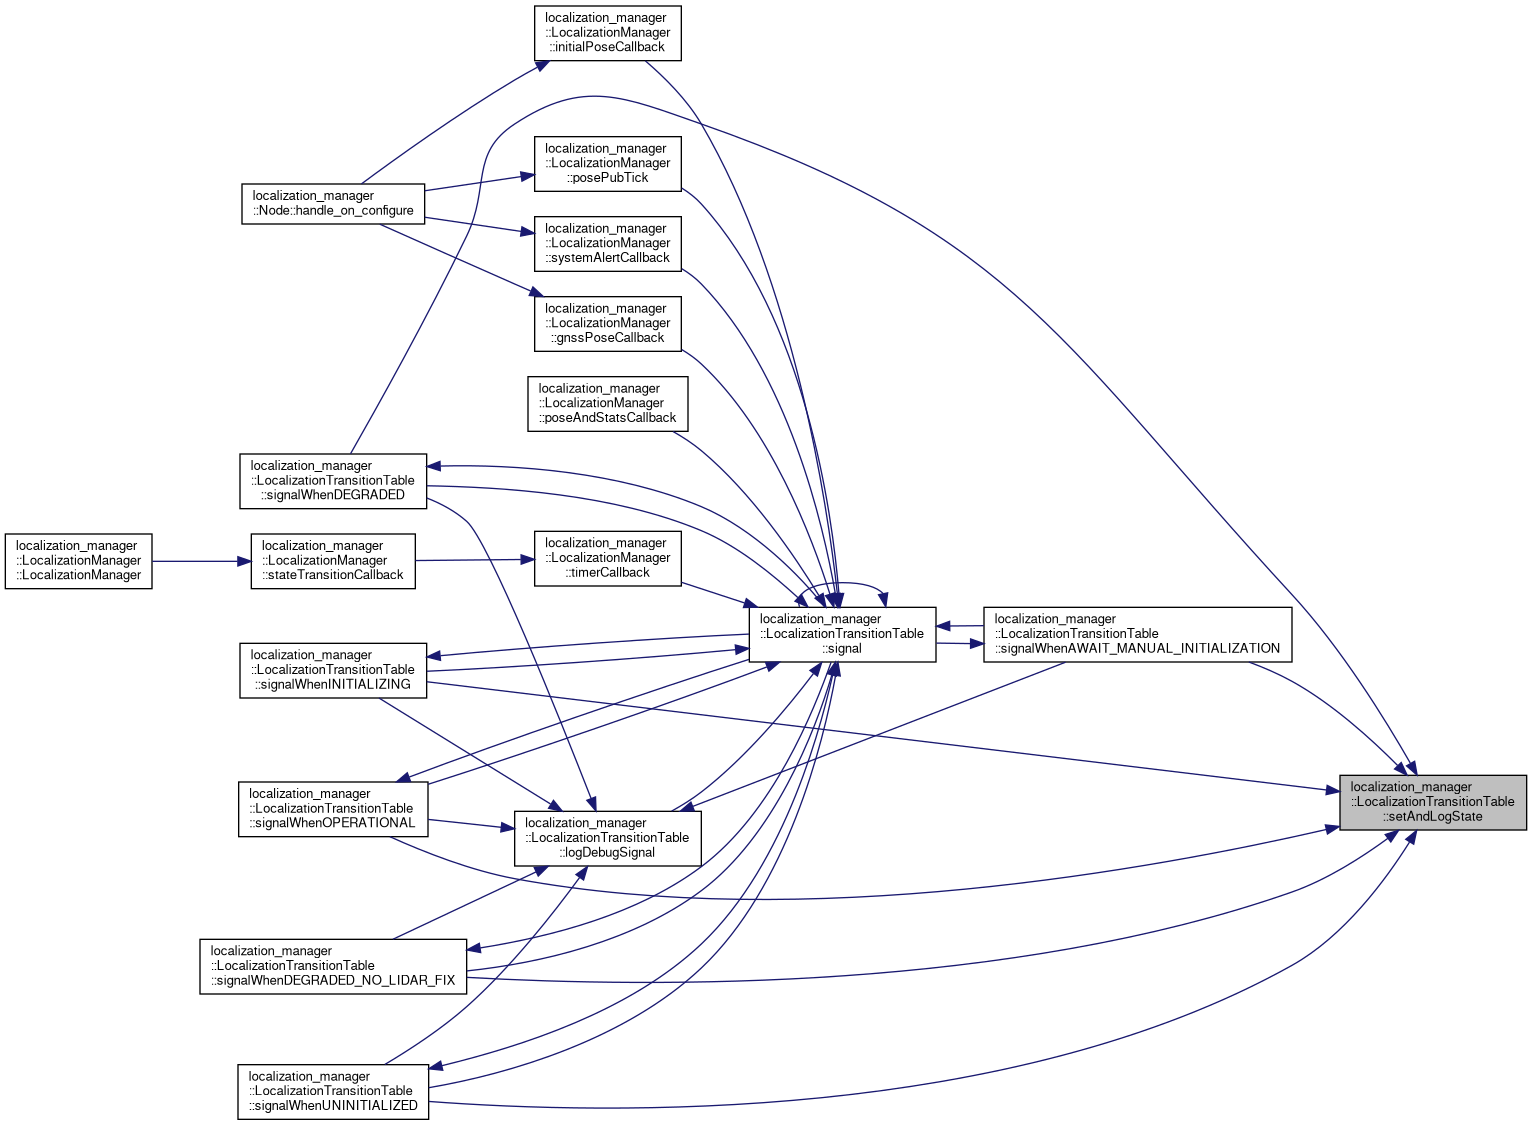 localization_manager
::LocalizationManager
::initialPoseCallback
localization_manager
::LocalizationManager
::posePubTick
localization_manager
::Node::handle_on_configure
localization_manager
::LocalizationManager
::systemAlertCallback
localization_manager
::LocalizationManager
::gnssPoseCallback
localization_manager
::LocalizationManager
::poseAndStatsCallback
localization_manager
::LocalizationTransitionTable
::signalWhenDEGRADED
localization_manager
::LocalizationManager
::LocalizationManager
localization_manager
::LocalizationManager
::stateTransitionCallback
localization_manager
::LocalizationManager
::timerCallback
localization_manager
::LocalizationTransitionTable
::signal
localization_manager
::LocalizationTransitionTable
::signalWhenAWAIT_MANUAL_INITIALIZATION
localization_manager
::LocalizationTransitionTable
::signalWhenINITIALIZING
localization_manager
::LocalizationTransitionTable
::setAndLogState
localization_manager
::LocalizationTransitionTable
::signalWhenOPERATIONAL
localization_manager
::LocalizationTransitionTable
::logDebugSignal
localization_manager
::LocalizationTransitionTable
::signalWhenDEGRADED_NO_LIDAR_FIX
localization_manager
::LocalizationTransitionTable
::signalWhenUNINITIALIZED